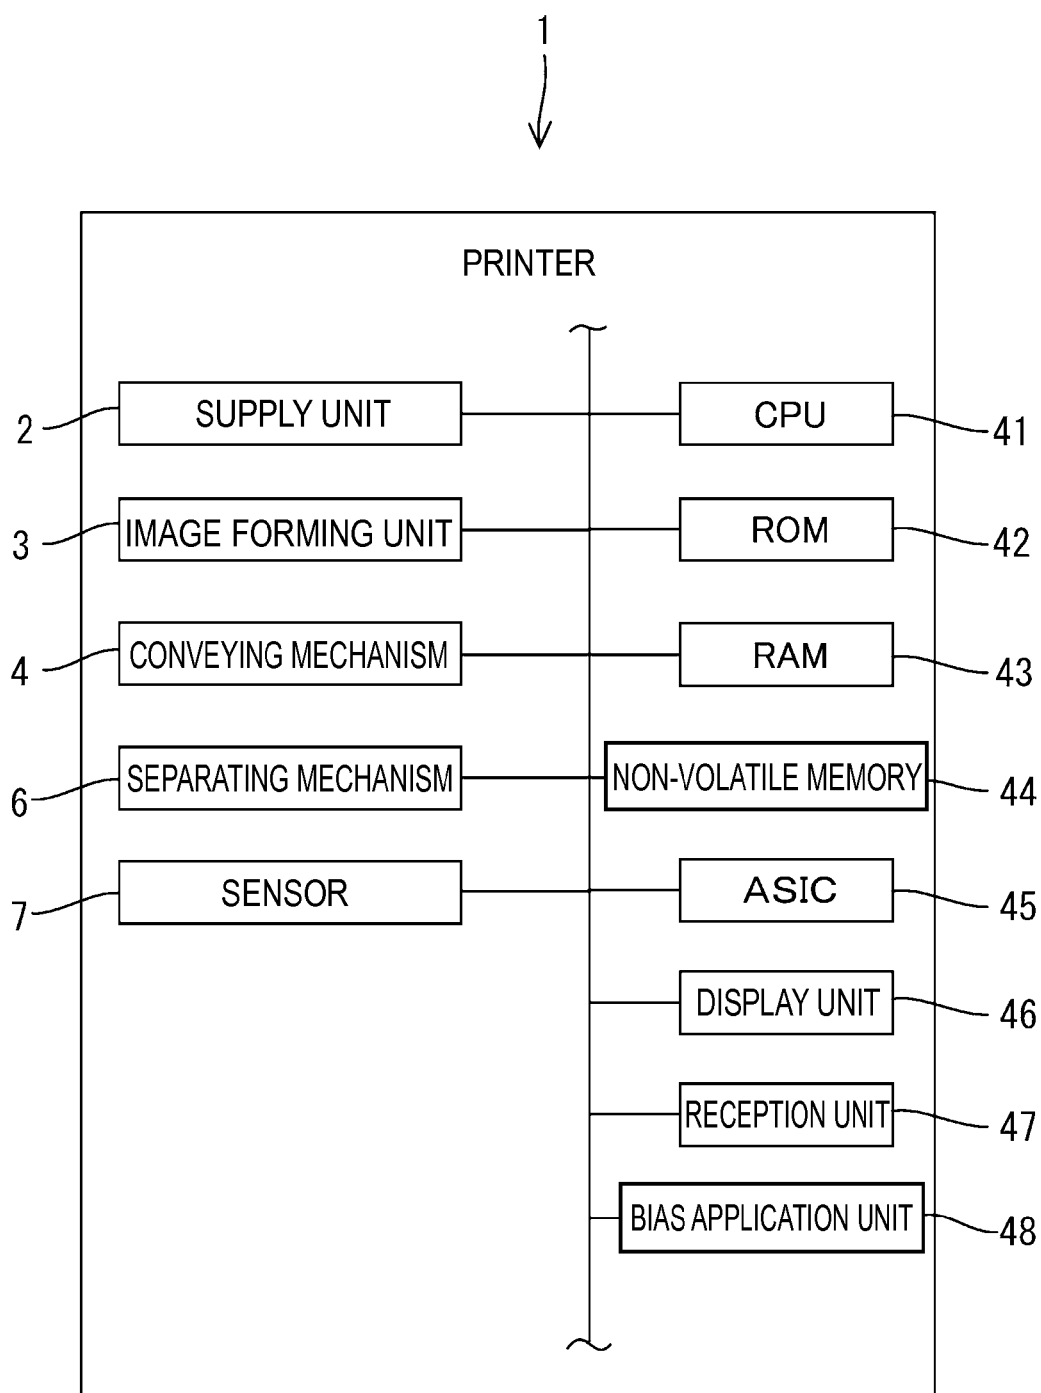 1
PRINTER
2 SUPPLY UNIT CPU 41
3 IMAGE FORMING UNIT ROM 42
4 CONVEYING MECHANISM RAM 43
6 SEPARATING MECHANISM NON-VOLATILE MEMORY 44
7 SENSOR ASIC 45
DISPLAY UNIT 46
RECEPTION UNIT 47
BIAS APPLICATION UNIT 48